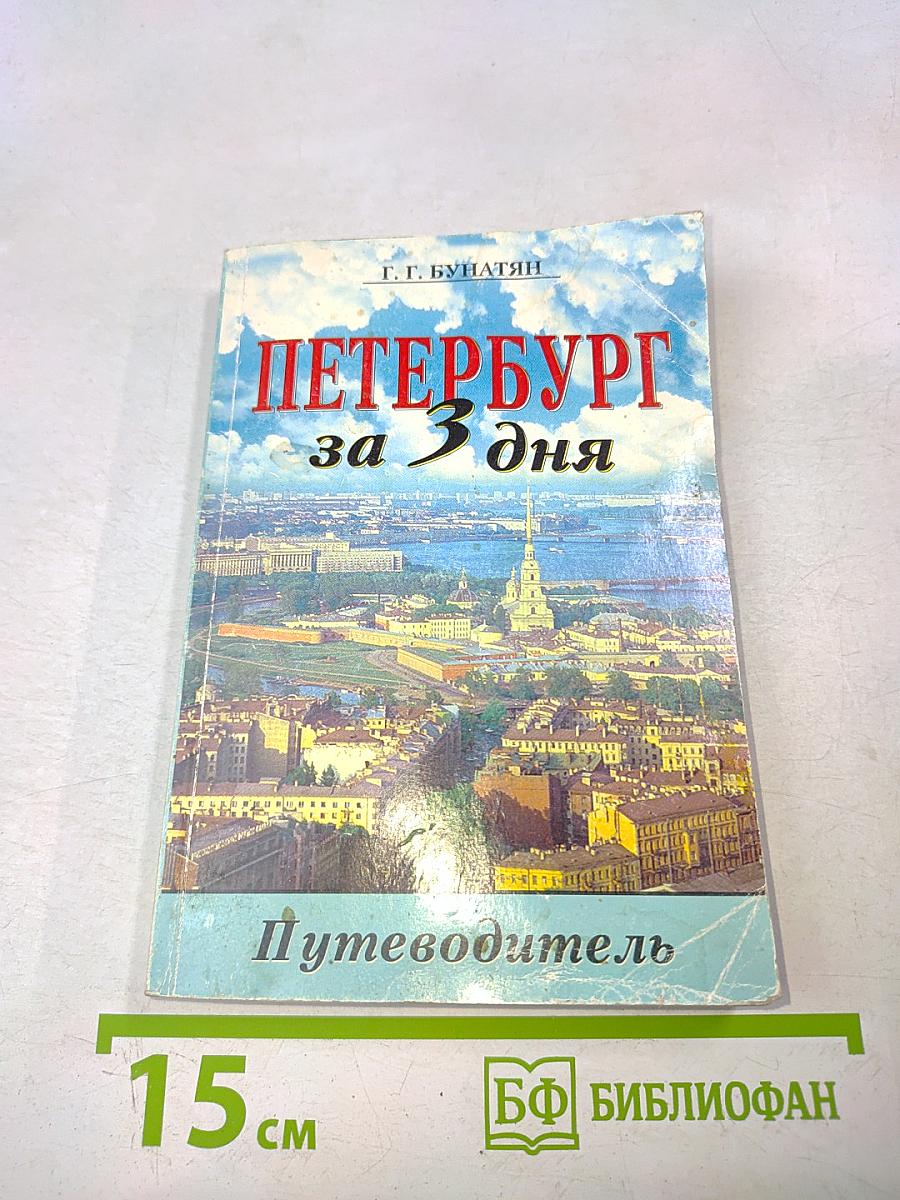 Г. Г. БУНАТЯН
ПЕТЕРБУРГ
за 3 дня
Путеводитель
15 см
БФ БИБЛИОФАН